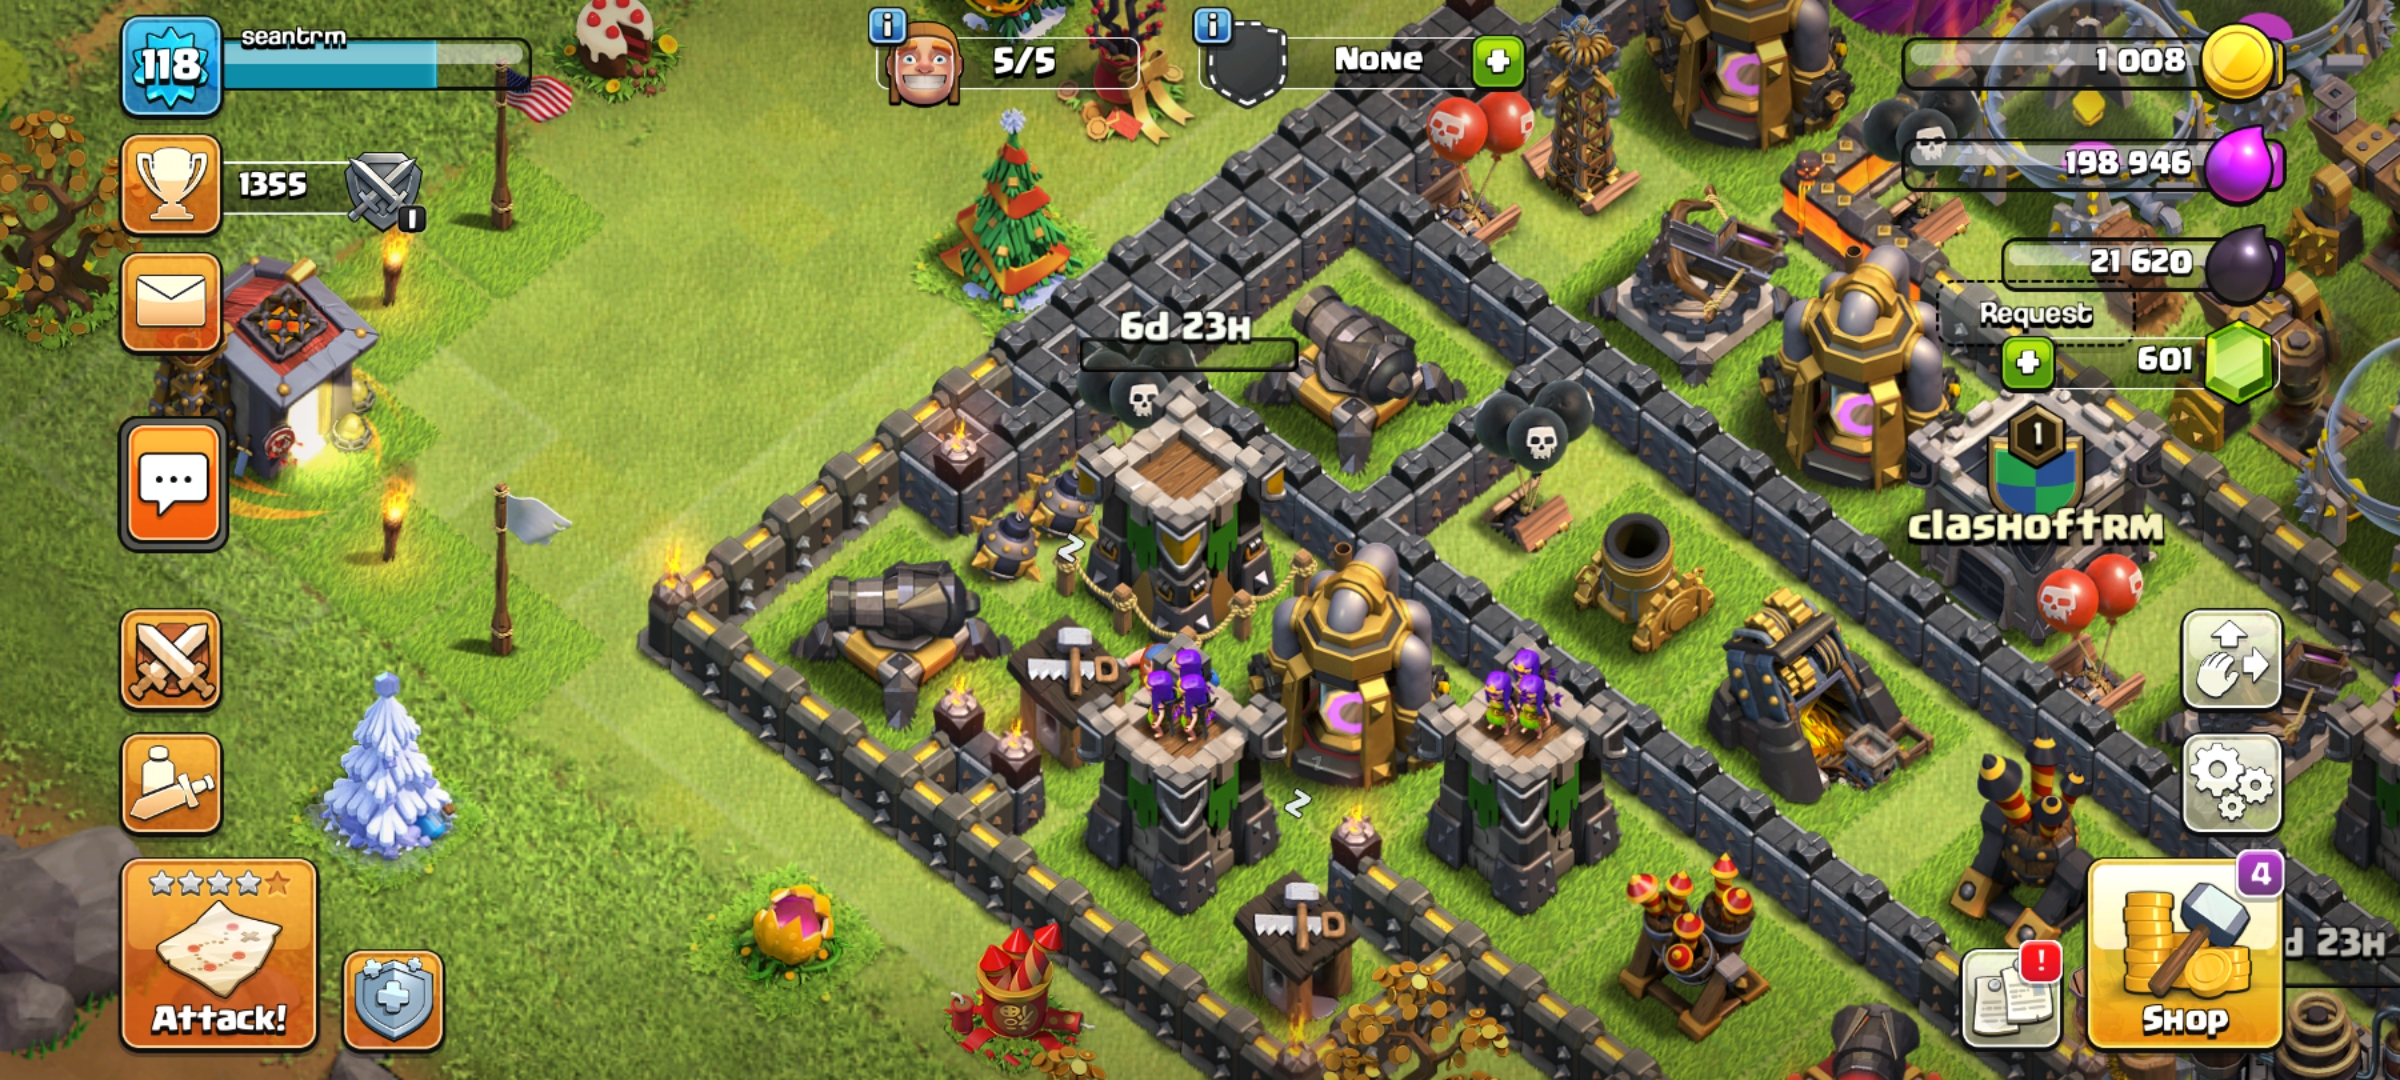 118
seantrm
5/5
None
1 008
1355
1
198 946
21 620
Request
6d 23H
601
1
clashoftrm
z
z
4
d 23H
!
Attack!
Shop